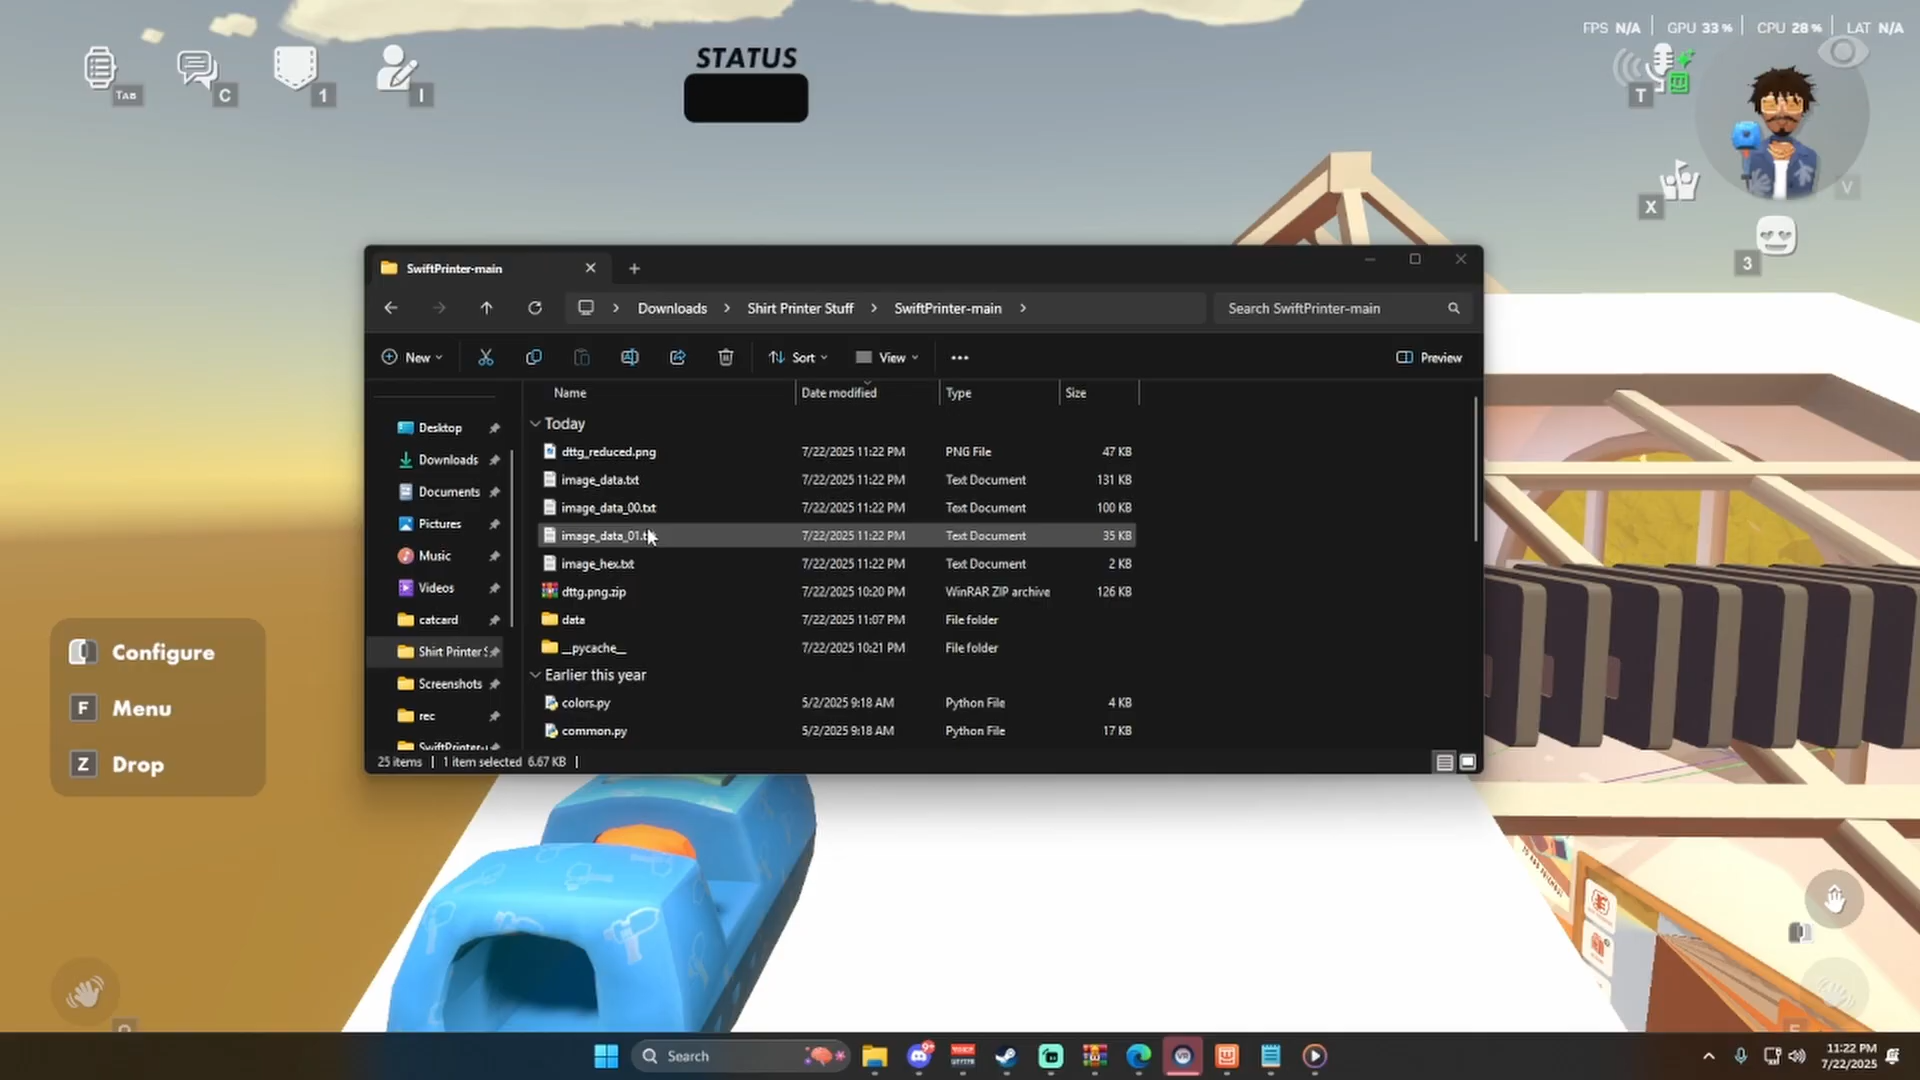 FPS N/A GPU 33 % CPU 28 % LAT N/A
STATUS
TAB
C
1
I
T
X
V
3
SwiftPrinter-main
Downloads > Shirt Printer Stuff > SwiftPrinter-main >
Search SwiftPrinter-main
New
Sort
View
Preview
Name Date modified Type Size
Desktop
Downloads
Documents
Pictures
Music
Videos
catcard
Shirt Printer
Screenshots
rec
Today
dttg_reduced.png 7/22/2025 11:22 PM PNG File 47 KB
image_data.txt 7/22/2025 11:22 PM Text Document 131 KB
image_data_00.txt 7/22/2025 11:22 PM Text Document 100 KB
image_data_01.t 7/22/2025 11:22 PM Text Document 35 KB
image_hex.txt 7/22/2025 11:22 PM Text Document 2 KB
dttg.png.zip 7/22/2025 10:20 PM WinRAR ZIP archive 126 KB
data 7/22/2025 11:07 PM File folder
__pycache__ 7/22/2025 10:21 PM File folder
Earlier this year
colors.py 5/2/2025 9:18 AM Python File 4 KB
common.py 5/2/2025 9:18 AM Python File 17 KB
25 items | 1 item selected 6.67 KB |
Configure
F Menu
Z Drop
Search
9+
11:22 PM
7/22/2025